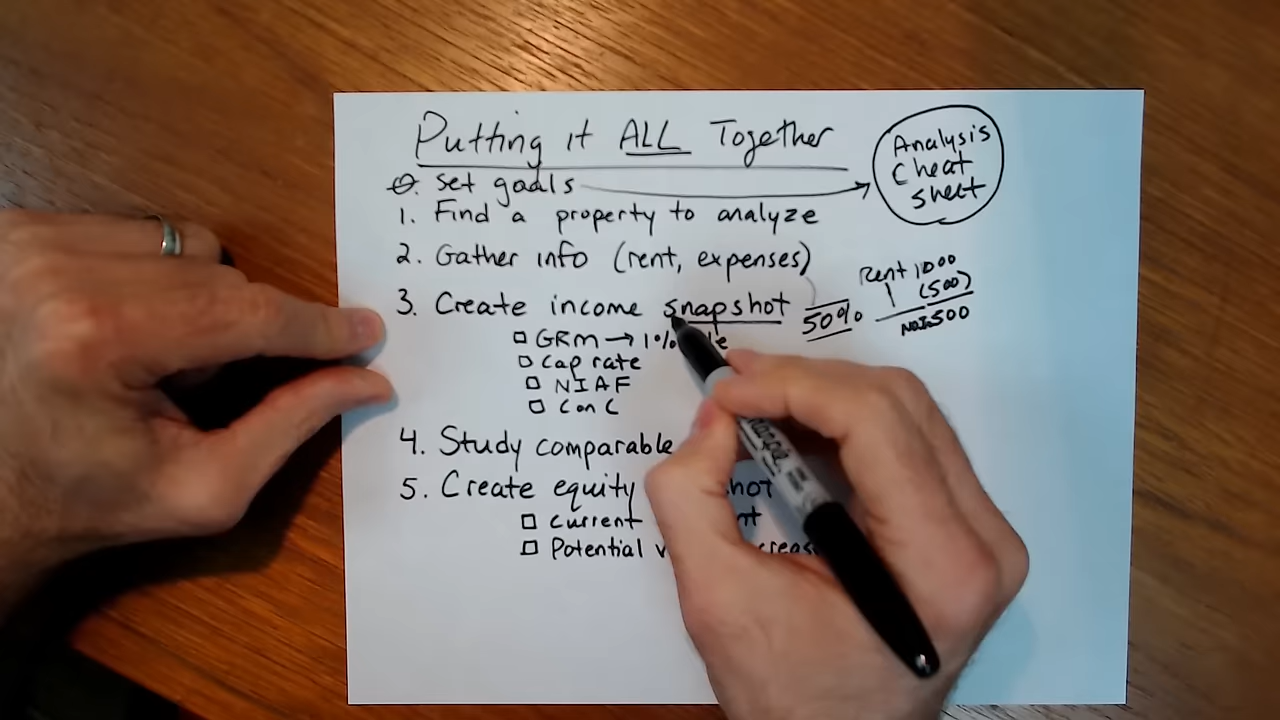 Putting it ALL Together
0. Set goals
Analysis
Cheat
Sheet
1. Find a property to analyze
2. Gather info (rent, expenses)
3. Create income snapshot
50%
Rent 1000
(500)
NOI 500
GRM → 1%
Cap rate
NIAF
Con C
4. Study comparable
5. Create equity
Current
Potential